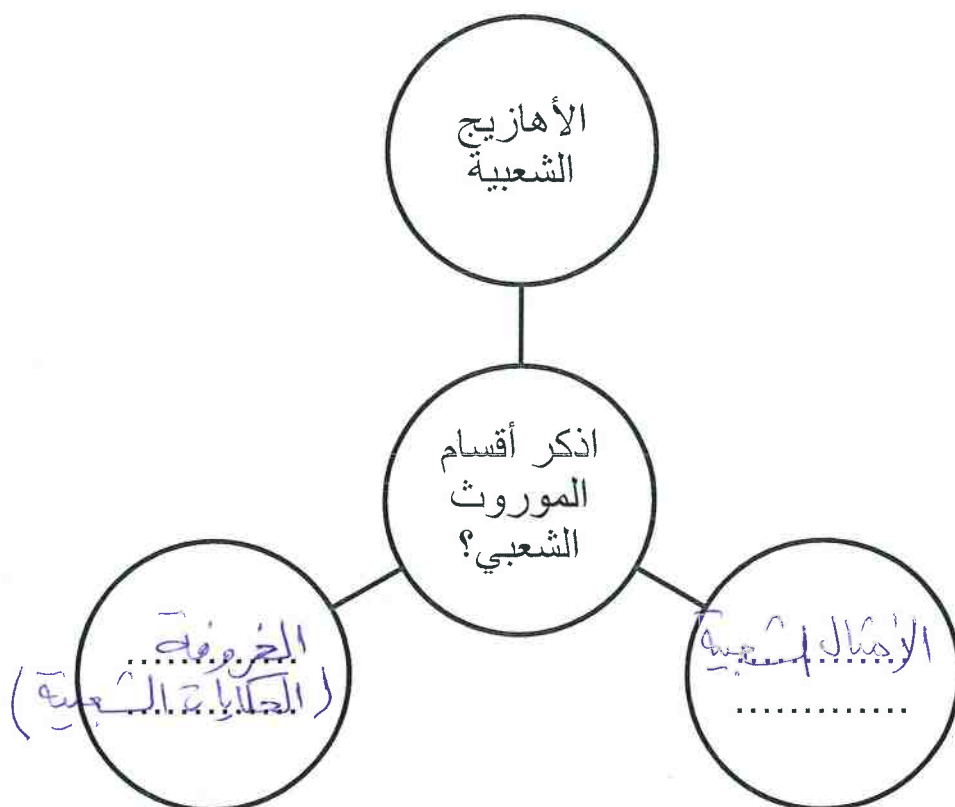 الأهازيج
الشعبية
اذكر أقسام
الموروث
الشعبي؟
الأمثال الشعبية
الخروفة
(الحكايات الشعبية)